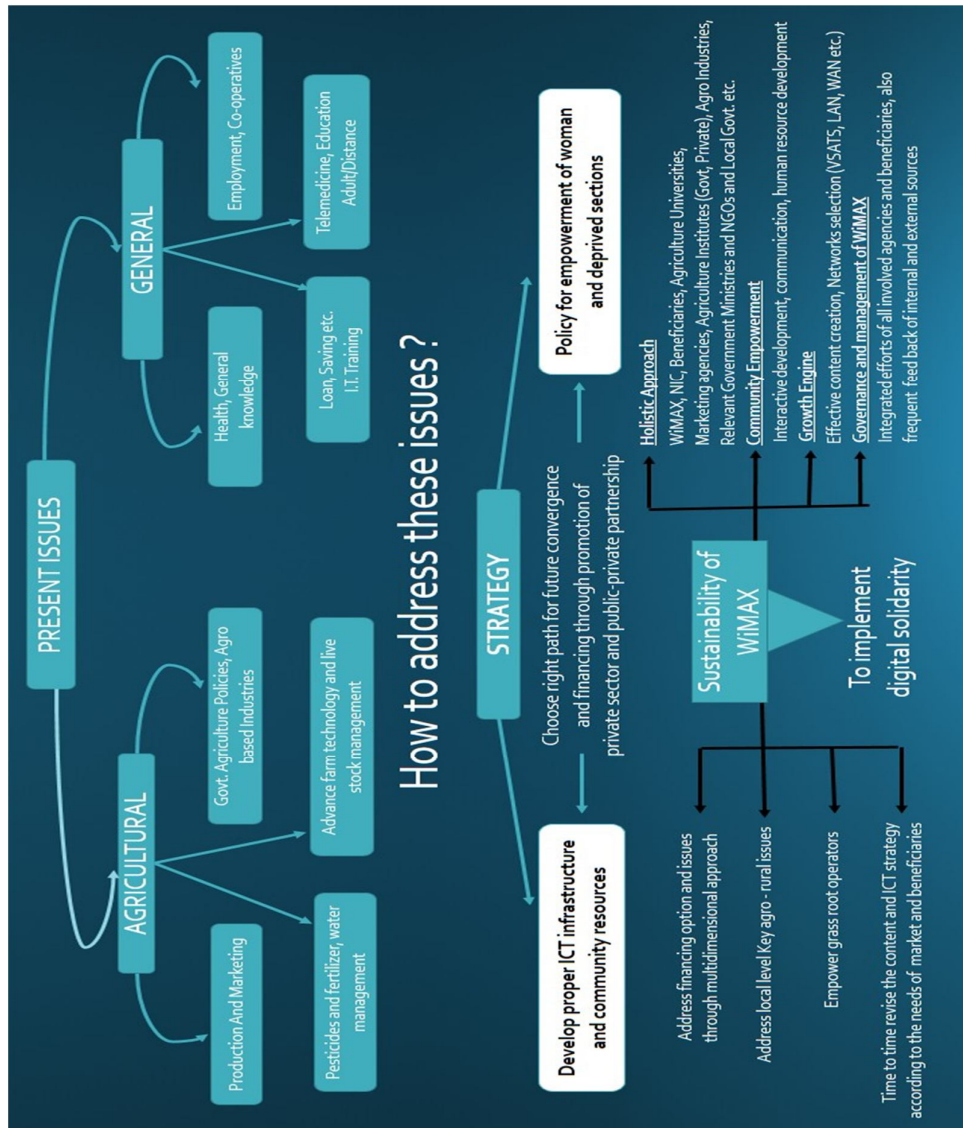 PRESENT ISSUES
AGRICULTURAL
GENERAL
Production And Marketing
Govt. Agriculture Policies, Agro
based Industries
Health, General
knowledge
Employment, Co-operatives
Pesticides and fertilizer, water
management
Advance farm technology and live
stock management
Loan, Saving etc.
I.T. Training
Telemedicine, Education
Adult/Distance
How to address these issues ?
STRATEGY
Develop proper ICT infrastructure
and community resources
Choose right path for future convergence
and financing through promotion of
private sector and public-private partnership
Policy for empowerment of woman
and deprived sections
Address financing option and issues
through multidimensional approach
Address local level Key agro - rural issues
Empower grass root operators
Time to time revise the content and ICT strategy
according to the needs of market and beneficiaries
Sustainability of
WiMAX
To implement
digital solidarity
Holistic Approach
WiMAX, NIC, Beneficiaries, Agriculture Universities,
Marketing agencies, Agriculture Institutes (Govt, Private), Agro Industries,
Relevant Government Ministries and NGOs and Local Govt. etc.
Community Empowerment
Interactive development, communication, human resource development
Growth Engine
Effective content creation, Networks selection (VSATS, LAN, WAN etc.)
Governance and management of WiMAX
Integrated efforts of all involved agencies and beneficiaries, also
frequent feed back of internal and external sources